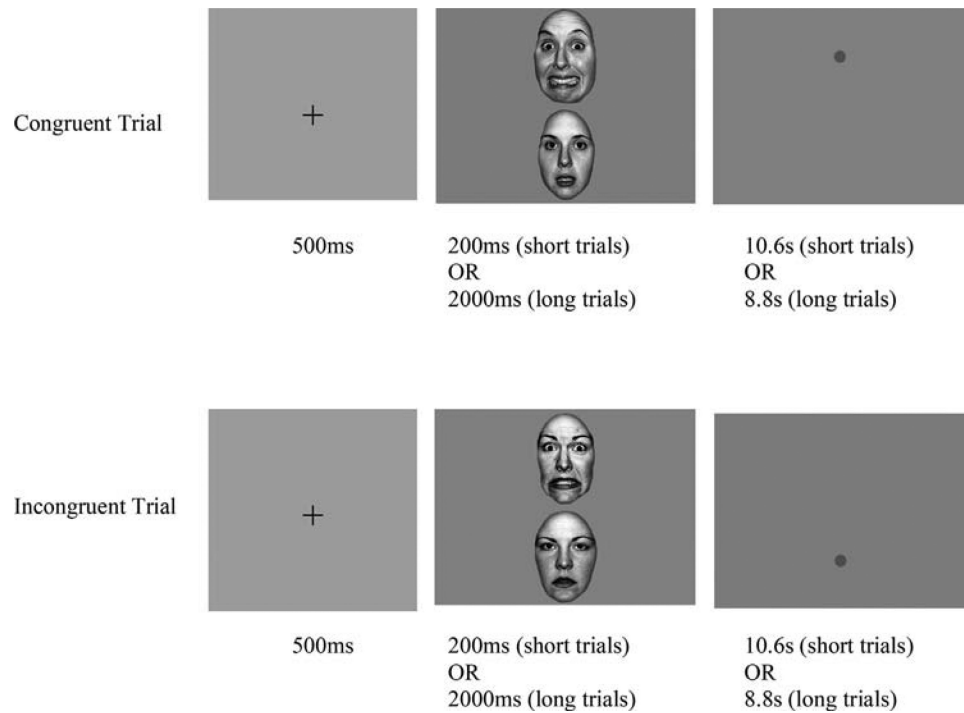 Congruent Trial
500ms
200ms (short trials)
OR
2000ms (long trials)
10.6s (short trials)
OR
8.8s (long trials)
Incongruent Trial
500ms
200ms (short trials)
OR
2000ms (long trials)
10.6s (short trials)
OR
8.8s (long trials)